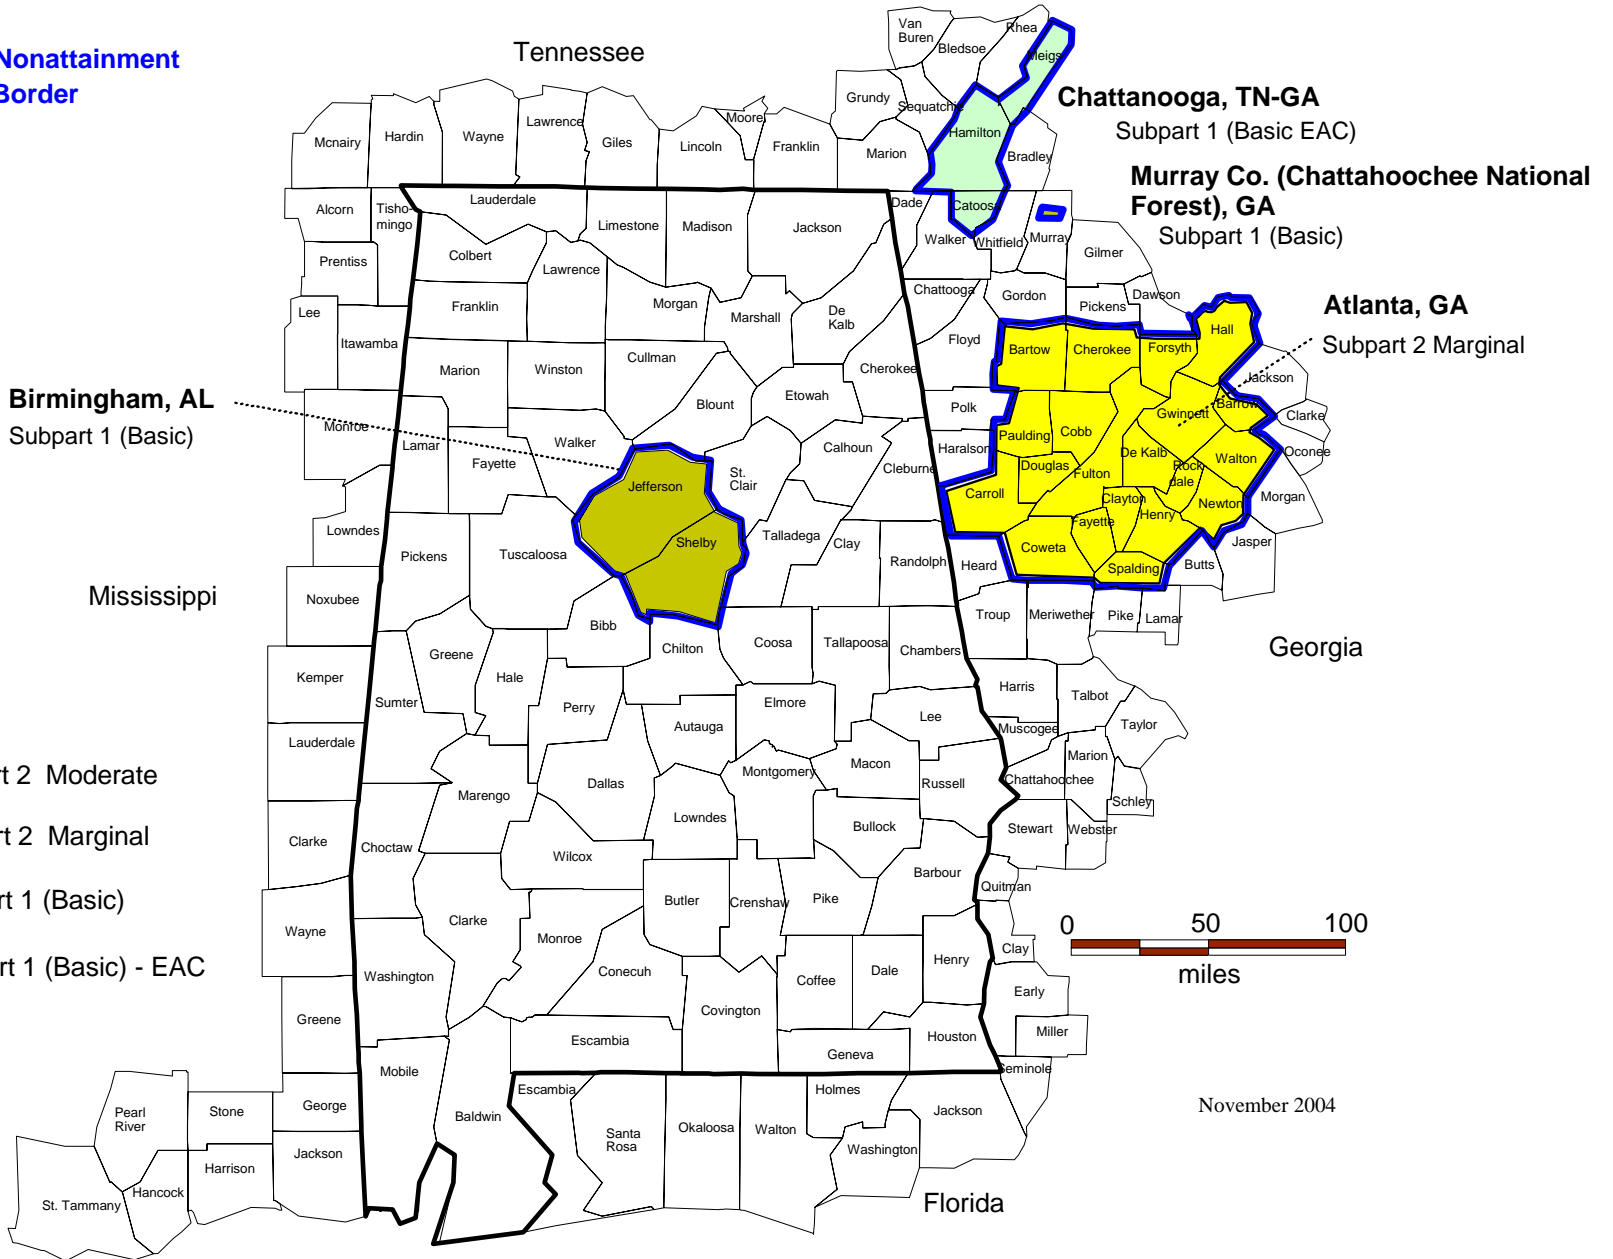 Nonattainment
Border
Tennessee
Van
Buren
Bledsoe
Rhea
Meigs
Grundy
Sequatchie
Hamilton
Marion
Bradley
Chattanooga, TN-GA
Subpart 1 (Basic EAC)
Murray Co. (Chattahoochee National
Forest), GA
Subpart 1 (Basic)
Mcnairy
Hardin
Wayne
Lawrence
Giles
Lincoln
Moore
Franklin
Alcorn
Tisho-
mingo
Prentiss
Lee
Itawamba
Monroe
Lowndes
Noxubee
Kemper
Lauderdale
Clarke
Wayne
Greene
George
Stone
Pearl
River
Jackson
Harrison
Hancock
St. Tammany
Mississippi
Lauderdale
Limestone
Madison
Jackson
Colbert
Lawrence
Franklin
Morgan
Marshall
De
Kalb
Cherokee
Marion
Winston
Cullman
Blount
Etowah
Calhoun
Cleburne
Lamar
Fayette
Walker
Jefferson
St.
Clair
Shelby
Talladega
Clay
Randolph
Pickens
Tuscaloosa
Bibb
Chilton
Coosa
Tallapoosa
Chambers
Greene
Hale
Sumter
Perry
Autauga
Elmore
Lee
Macon
Russell
Montgomery
Dallas
Marengo
Lowndes
Bullock
Barbour
Choctaw
Wilcox
Butler
Crenshaw
Pike
Clarke
Monroe
Conecuh
Washington
Coffee
Dale
Henry
Covington
Escambia
Geneva
Houston
Mobile
Baldwin
Birmingham, AL
Subpart 1 (Basic)
Dade
Catoosa
Walker
Whitfield
Murray
Gilmer
Chattooga
Gordon
Pickens
Dawson
Floyd
Bartow
Cherokee
Forsyth
Hall
Atlanta, GA
Subpart 2 Marginal
Jackson
Polk
Haralson
Paulding
Cobb
Gwinnett
Barrow
Clarke
Oconee
Douglas
Fulton
De Kalb
Rock
dale
Walton
Carroll
Clayton
Henry
Newton
Morgan
Fayette
Coweta
Spalding
Butts
Jasper
Heard
Troup
Meriwether
Pike
Lamar
Georgia
Harris
Talbot
Taylor
Muscogee
Marion
Chattahoochee
Schley
Stewart
Webster
Quitman
Clay
Early
Miller
Seminole
rt 2 Moderate
rt 2 Marginal
rt 1 (Basic)
rt 1 (Basic) - EAC
0 50 100
miles
Escambia
Santa
Rosa
Okaloosa
Walton
Holmes
Washington
Jackson
Florida
November 2004